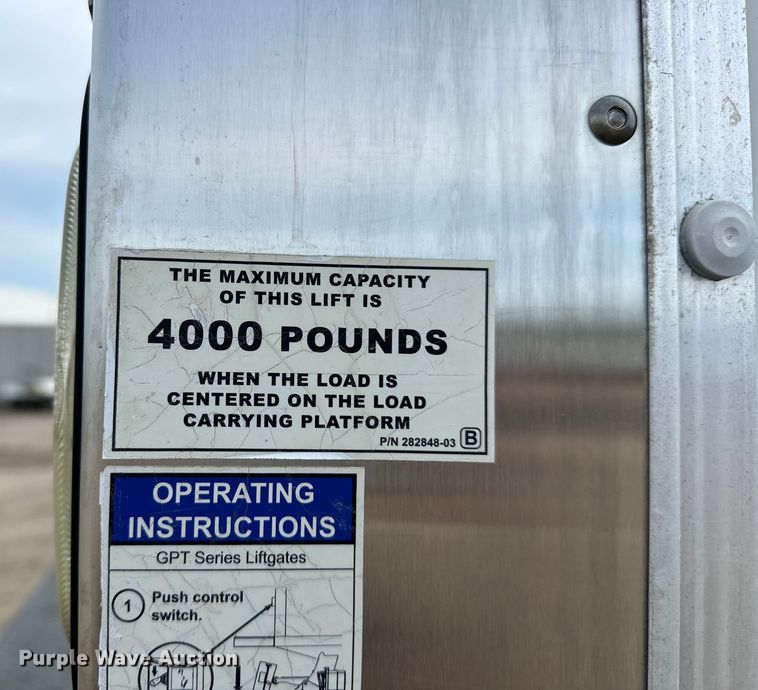 THE MAXIMUM CAPACITY
OF THIS LIFT IS
4000 POUNDS
WHEN THE LOAD IS
CENTERED ON THE LOAD
CARRYING PLATFORM
P/N 282848-03 B
OPERATING
INSTRUCTIONS
GPT Series Liftgates
1 Push control
switch.
Purple Wave Auction